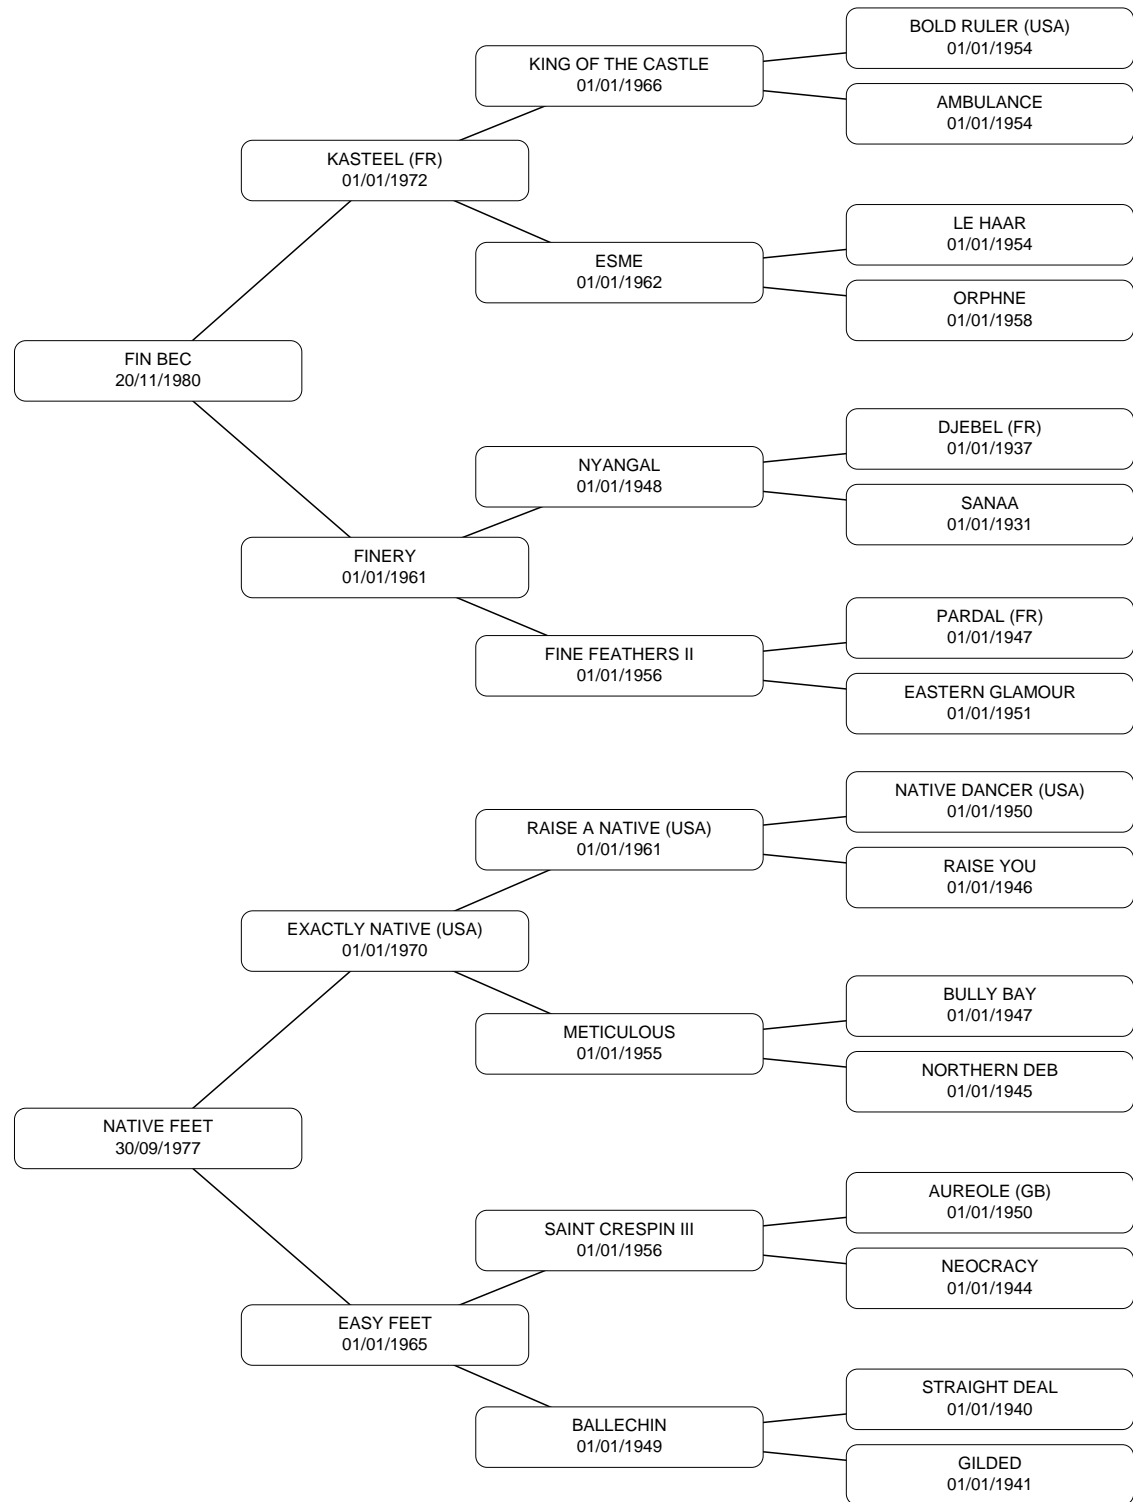 BOLD RULER (USA)
01/01/1954
KING OF THE CASTLE
01/01/1966
AMBULANCE
01/01/1954
KASTEEL (FR)
01/01/1972
LE HAAR
01/01/1954
ESME
01/01/1962
ORPHNE
01/01/1958
FIN BEC
20/11/1980
DJEBEL (FR)
01/01/1937
NYANGAL
01/01/1948
SANAA
01/01/1931
FINERY
01/01/1961
PARDAL (FR)
01/01/1947
FINE FEATHERS II
01/01/1956
EASTERN GLAMOUR
01/01/1951
NATIVE DANCER (USA)
01/01/1950
RAISE A NATIVE (USA)
01/01/1961
RAISE YOU
01/01/1946
EXACTLY NATIVE (USA)
01/01/1970
BULLY BAY
01/01/1947
METICULOUS
01/01/1955
NORTHERN DEB
01/01/1945
NATIVE FEET
30/09/1977
AUREOLE (GB)
01/01/1950
SAINT CRESPIN III
01/01/1956
NEOCRACY
01/01/1944
EASY FEET
01/01/1965
STRAIGHT DEAL
01/01/1940
BALLECHIN
01/01/1949
GILDED
01/01/1941